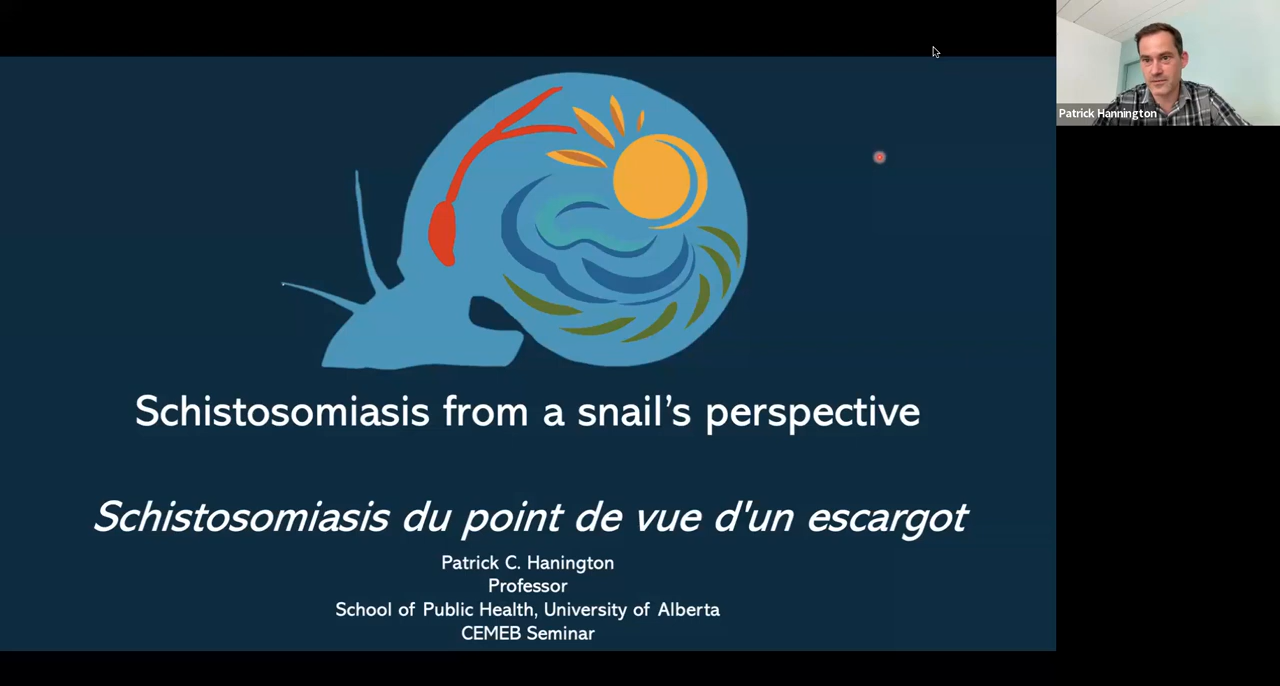 Patrick Hannington
Schistosomiasis from a snail’s perspective
Schistosomiasis du point de vue d'un escargot
Patrick C. Hanington
Professor
School of Public Health, University of Alberta
CEMEB Seminar